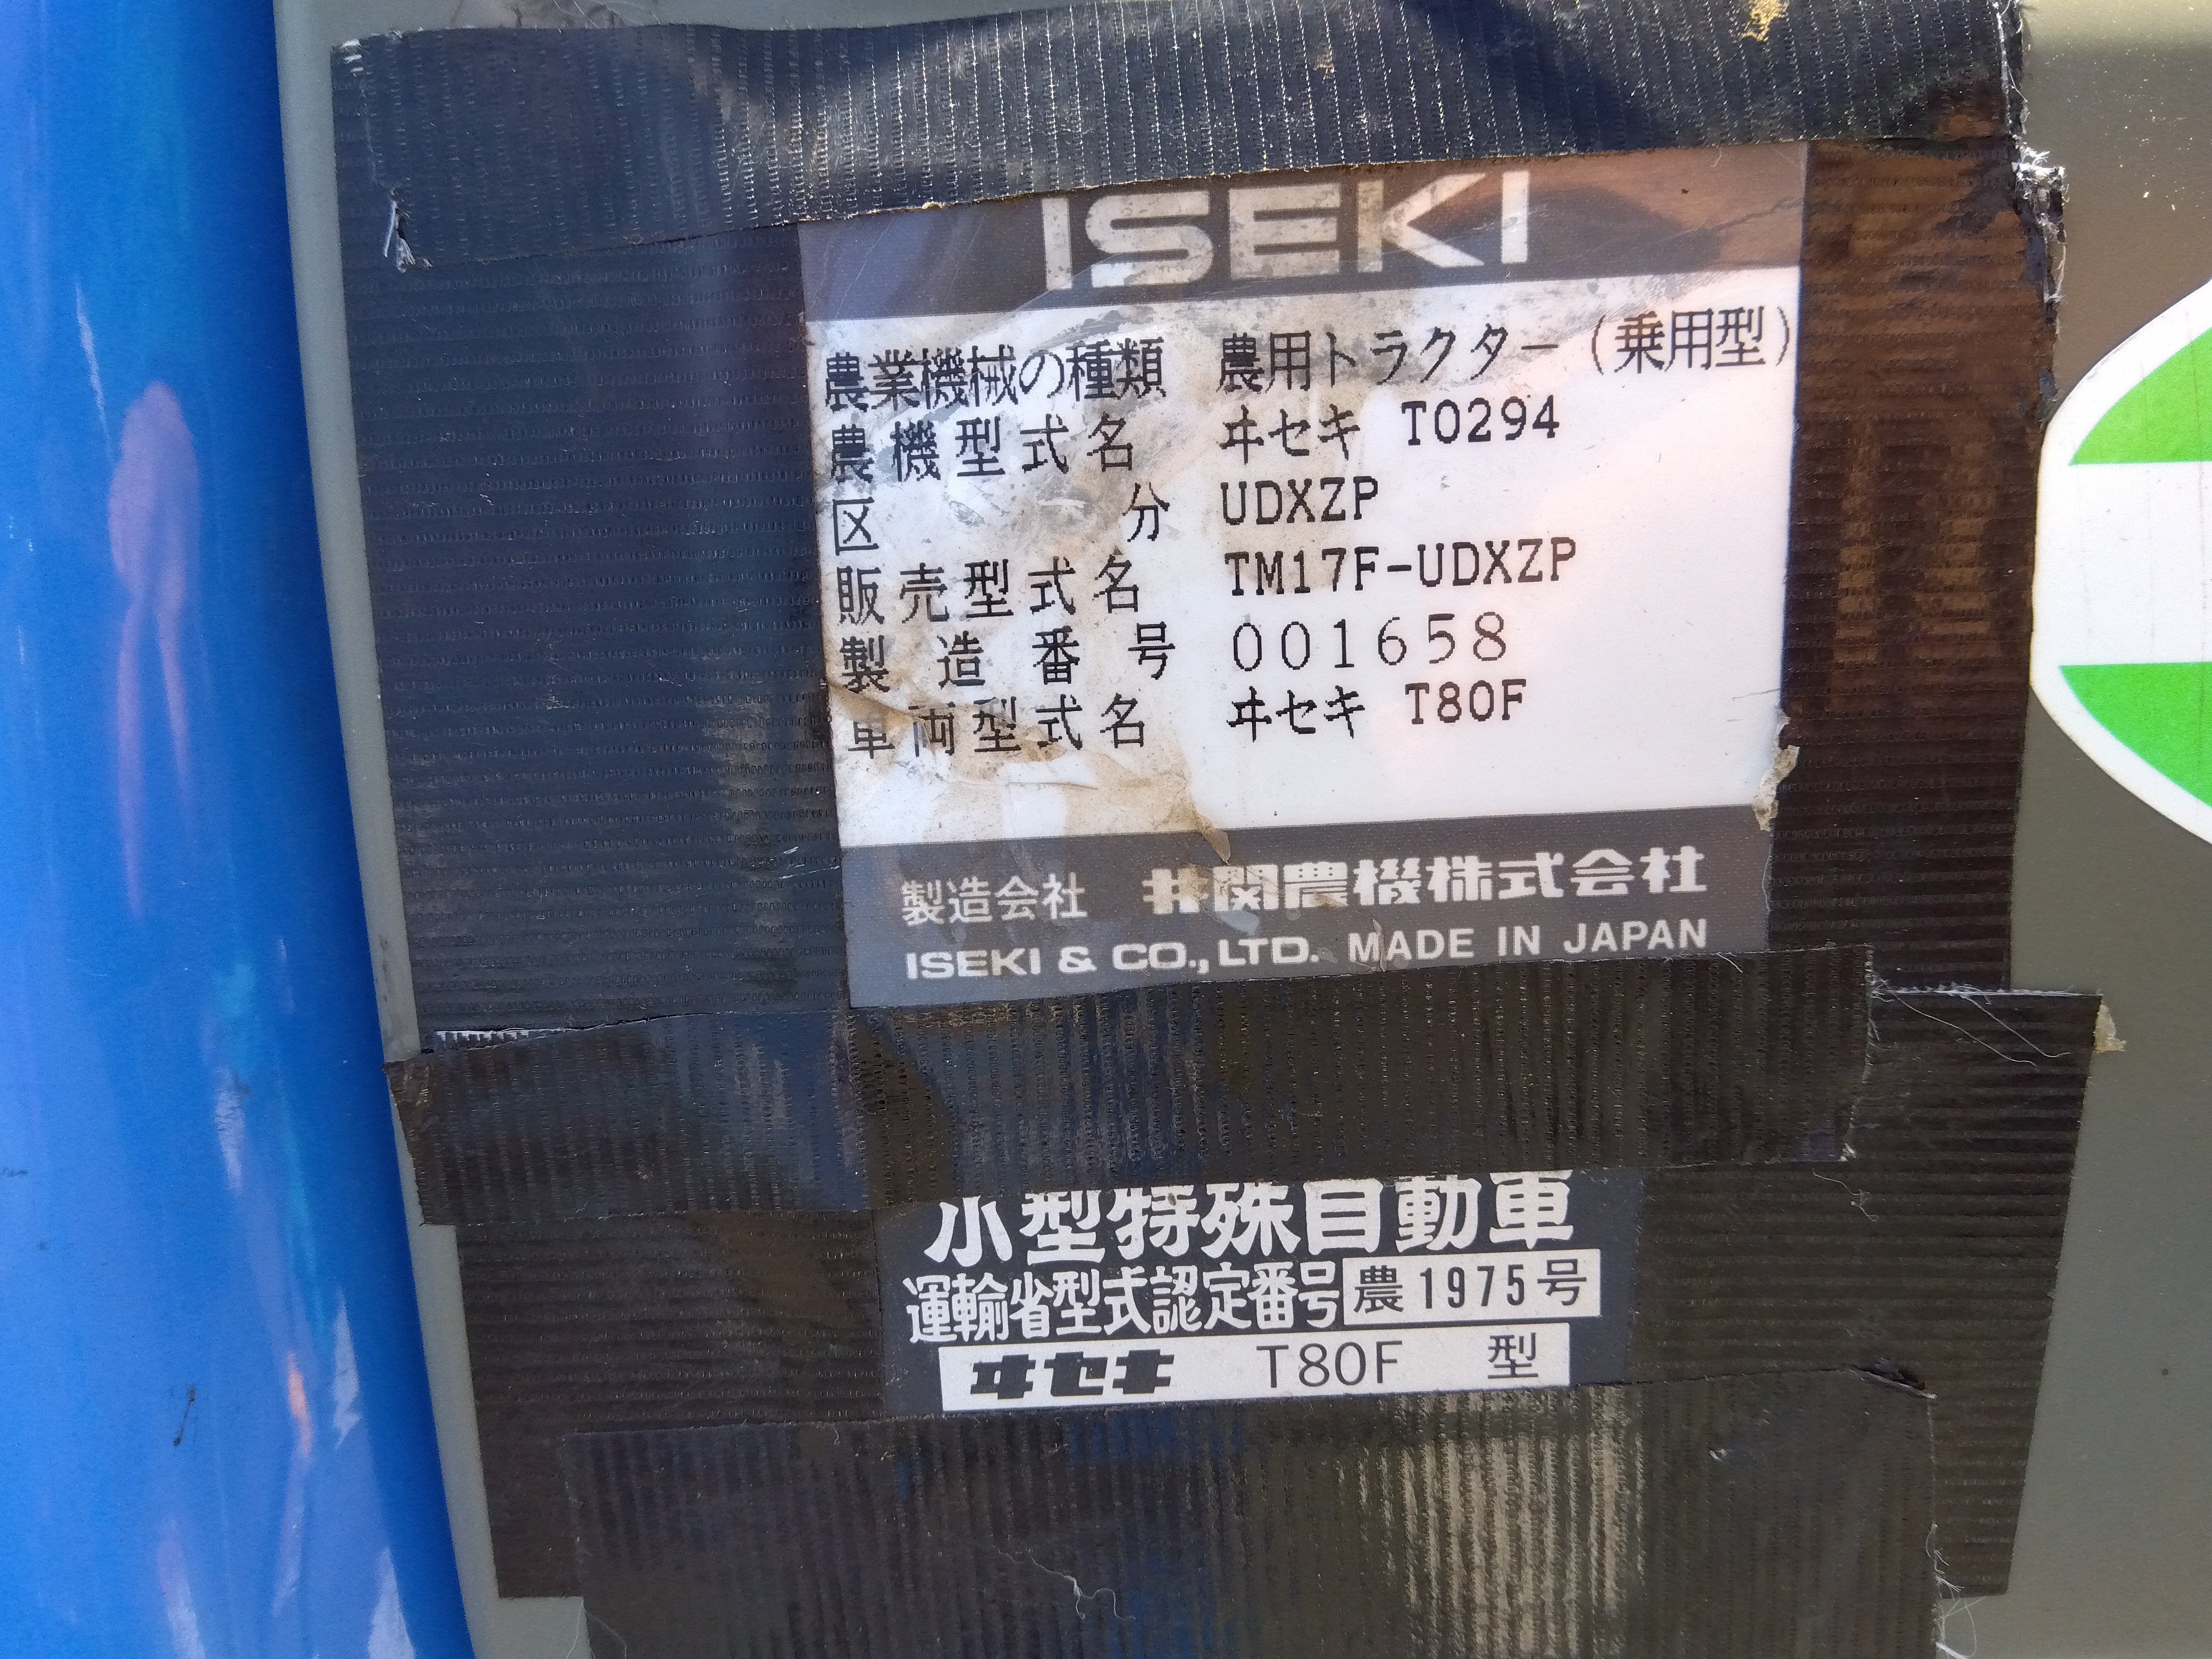 ISEKI
農業機械の種類 農用トラクター(乗用型)
農機型式名 ヰセキ T0294
区分 UDXZP
販売型式名 TM17F-UDXZP
製造番号 001658
車両型式名 ヰセキ T80F
製造会社 井関農機株式会社
ISEKI & CO., LTD. MADE IN JAPAN
小型特殊自動車
運輸省型式認定番号 農1975号
ヰセキ T80F 型